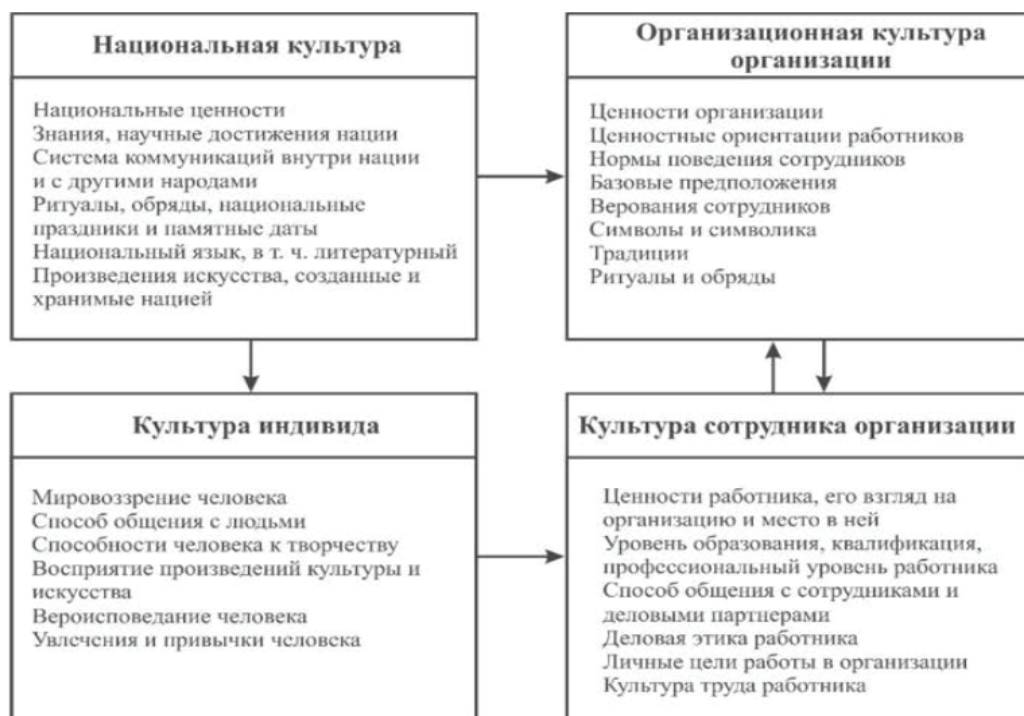 Национальная культура
Национальные ценности
Знания, научные достижения нации
Система коммуникаций внутри нации
и с другими народами
Ритуалы, обряды, национальные
праздники и памятные даты
Национальный язык, в т. ч. литературный
Произведения искусства, созданные и
хранимые нацией
Организационная культура
организации
Ценности организации
Ценностные ориентации работников
Нормы поведения сотрудников
Базовые предположения
Верования сотрудников
Символы и символика
Традиции
Ритуалы и обряды
Культура индивида
Мировоззрение человека
Способ общения с людьми
Способности человека к творчеству
Восприятие произведений культуры и
искусства
Вероисповедание человека
Увлечения и привычки человека
Культура сотрудника организации
Ценности работника, его взгляд на
организацию и место в ней
Уровень образования, квалификация,
профессиональный уровень работника
Способ общения с сотрудниками и
деловыми партнерами
Деловая этика работника
Личные цели работы в организации
Культура труда работника